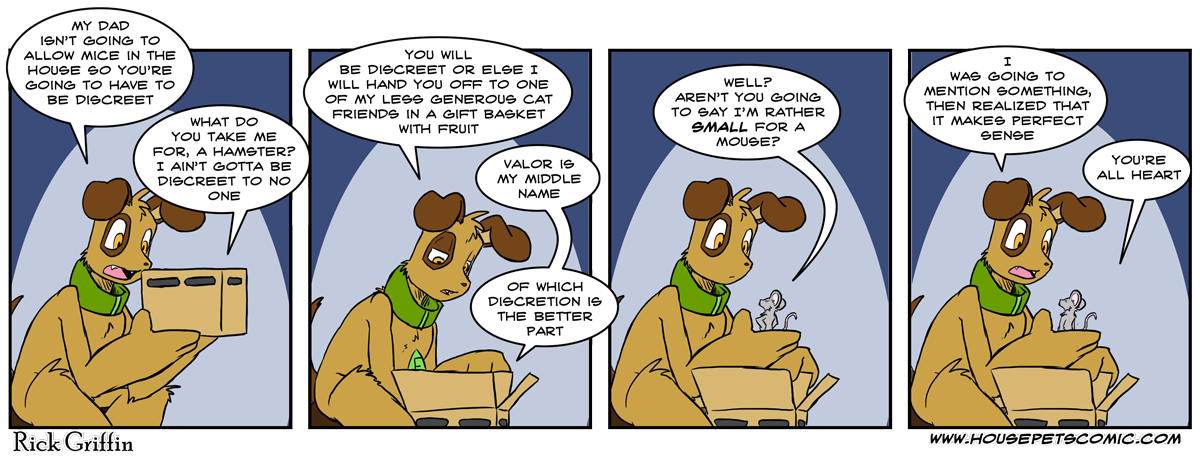 MY DAD
ISN'T GOING TO
ALLOW MICE IN THE
HOUSE SO YOU'RE
GOING TO HAVE TO
BE DISCREET
WHAT DO
YOU TAKE ME
FOR, A HAMSTER?
I AIN'T GOTTA BE
DISCREET TO NO
ONE
YOU WILL
BE DISCREET OR ELSE I
WILL HAND YOU OFF TO ONE
OF MY LESS GENEROUS CAT
FRIENDS IN A GIFT BASKET
WITH FRUIT
VALOR IS
MY MIDDLE
NAME
OF WHICH
DISCRETION IS
THE BETTER
PART
WELL?
AREN'T YOU GOING
TO SAY I'M RATHER
SMALL FOR A
MOUSE?
I
WAS GOING TO
MENTION SOMETHING,
THEN REALIZED THAT
IT MAKES PERFECT
SENSE
YOU'RE
ALL HEART
Rick Griffin
WWW.HOUSEPETSCOMIC.COM